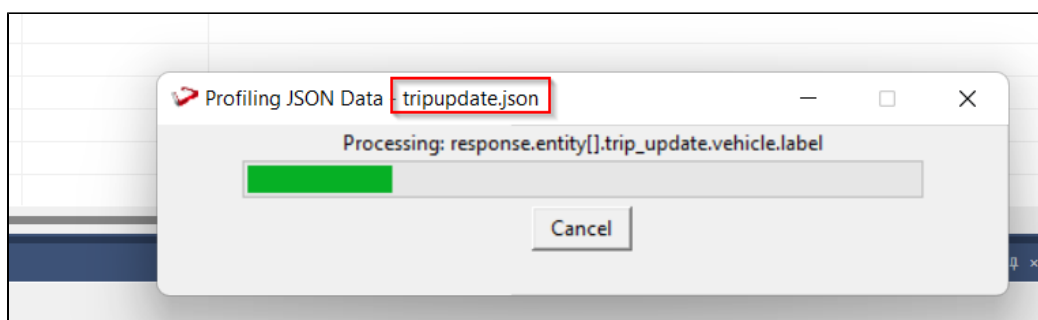 Profiling JSON Data - tripupdate.json
Processing: response.entity[].trip_update.vehicle.label
Cancel